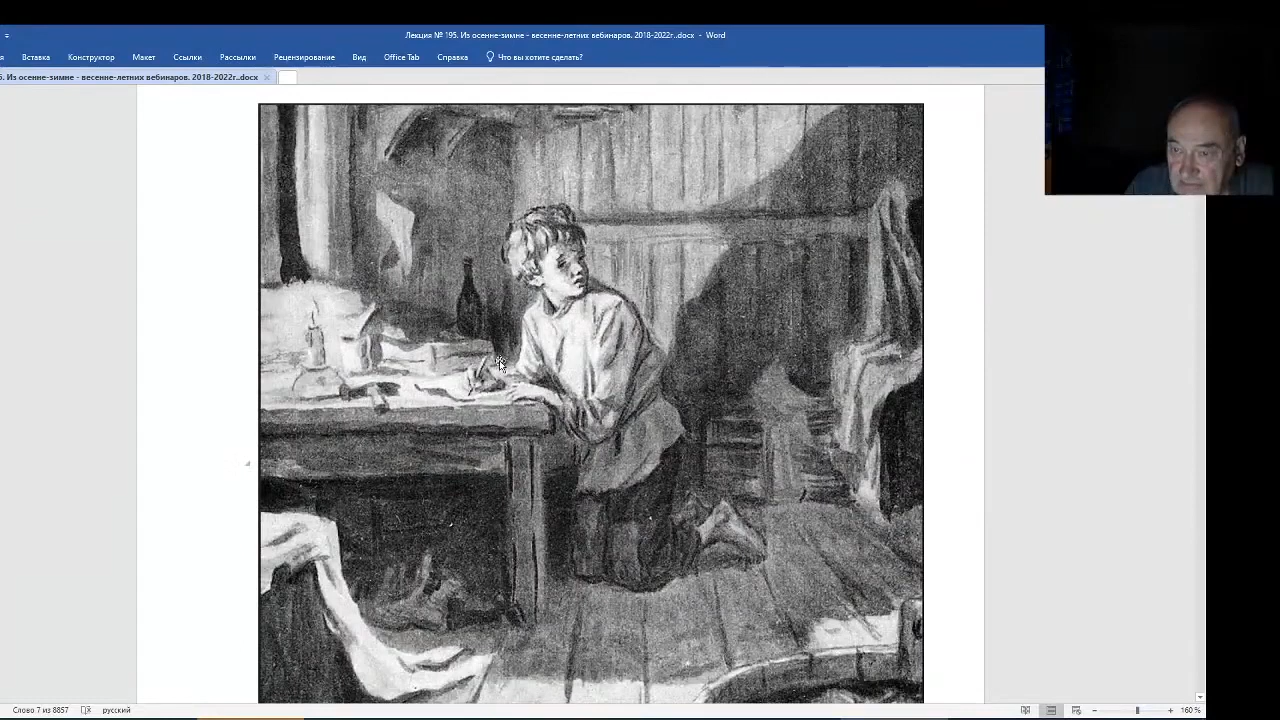 Лекция № 195. Из осенне-зимне - весенне-летних вебинаров. 2018-2022г..docx - Word
я Вставка Конструктор Макет Ссылки Рассылки Рецензирование Вид Office Tab Справка Что вы хотите сделать?
5. Из осенне-зимне - весенне-летних вебинаров. 2018-2022г..docx
Слово 7 из 8857 русский 160 %